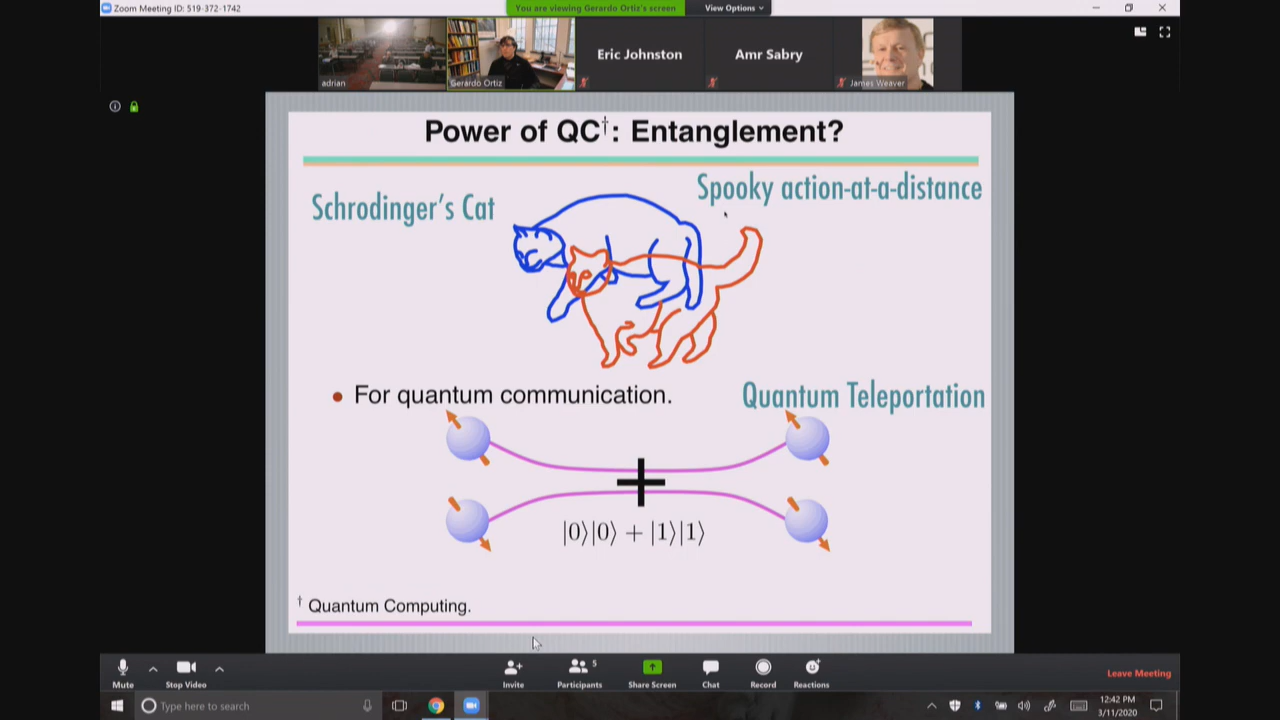 Zoom Meeting ID: 519-372-1742
You are viewing Gerardo Ortiz's screen
View Options
adrian
Gerardo Ortiz
Eric Johnston
Amr Sabry
James Weaver
Power of QC†: Entanglement?
Schrodinger's Cat
Spooky action-at-a-distance
• For quantum communication.
Quantum Teleportation
+
|0⟩|0⟩ + |1⟩|1⟩
† Quantum Computing.
Mute
Stop Video
Invite
5
Participants
Share Screen
Chat
Record
Reactions
Leave Meeting
Type here to search
12:42 PM
3/11/2020